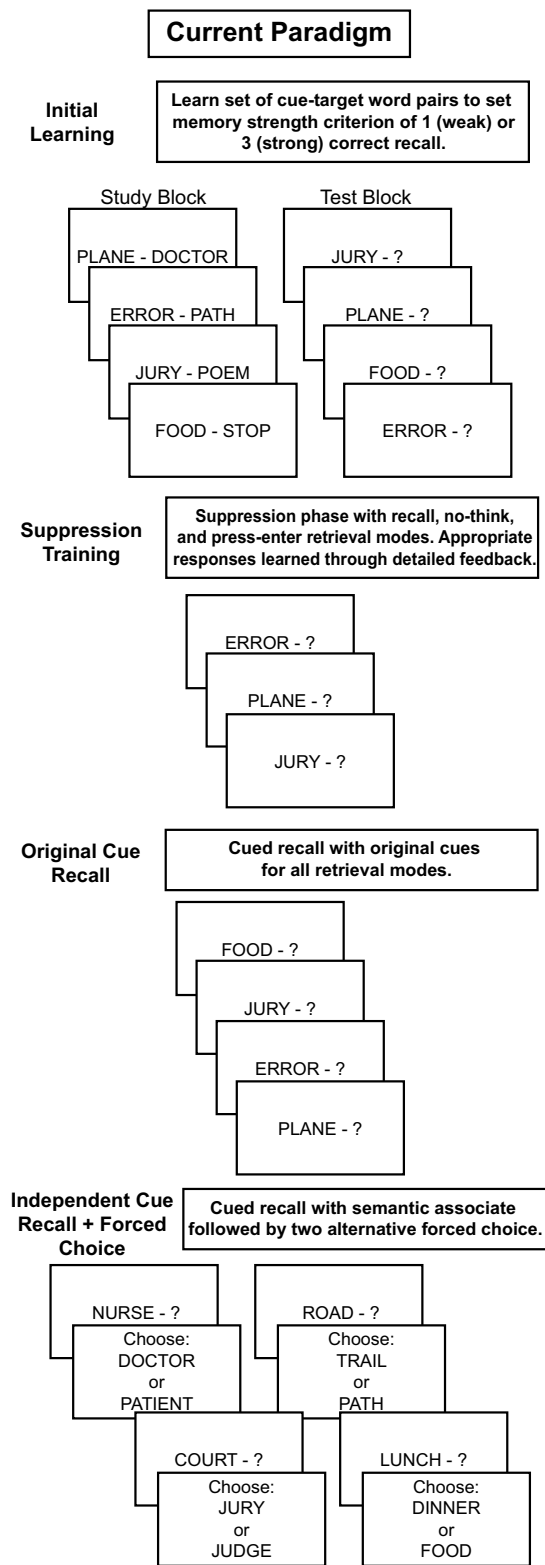 Current Paradigm
Initial
Learning
Learn set of cue-target word pairs to set
memory strength criterion of 1 (weak) or
3 (strong) correct recall.
Study Block
PLANE - DOCTOR
ERROR - PATH
JURY - POEM
FOOD - STOP
Test Block
JURY - ?
PLANE - ?
FOOD - ?
ERROR - ?
Suppression
Training
Suppression phase with recall, no-think,
and press-enter retrieval modes. Appropriate
responses learned through detailed feedback.
ERROR - ?
PLANE - ?
JURY - ?
Original Cue
Recall
Cued recall with original cues
for all retrieval modes.
FOOD - ?
JURY - ?
ERROR - ?
PLANE - ?
Independent Cue
Recall + Forced
Choice
Cued recall with semantic associate
followed by two alternative forced choice.
NURSE - ?
Choose:
DOCTOR
or
PATIENT
ROAD - ?
Choose:
TRAIL
or
PATH
COURT - ?
Choose:
JURY
or
JUDGE
LUNCH - ?
Choose:
DINNER
or
FOOD